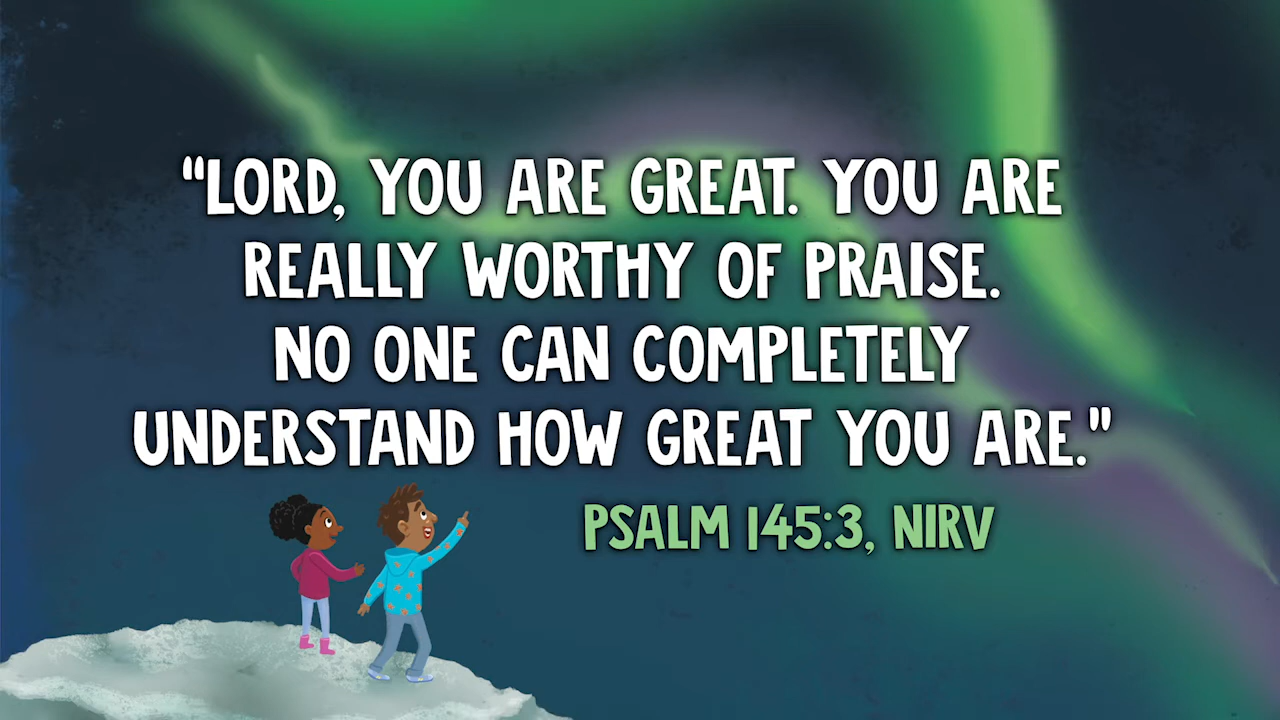 “LORD, YOU ARE GREAT. YOU ARE
REALLY WORTHY OF PRAISE.
NO ONE CAN COMPLETELY
UNDERSTAND HOW GREAT YOU ARE."
PSALM 145:3, NIRV